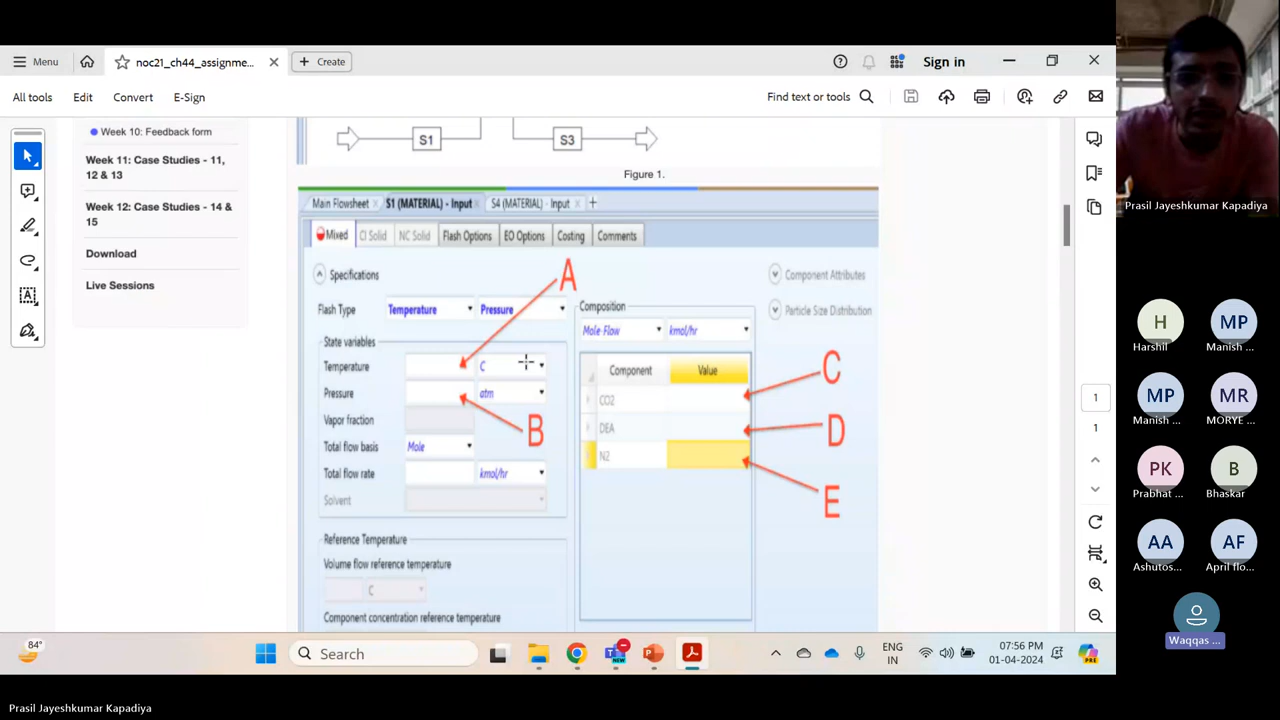 Menu
noc21_ch44_assignme...
Create
Sign in
All tools
Edit
Convert
E-Sign
Find text or tools
Week 10: Feedback form
Week 11: Case Studies - 11,
12 & 13
Week 12: Case Studies - 14 &
15
Download
Live Sessions
S1
S3
Figure 1.
Main Flowsheet
S1 (MATERIAL) - Input
S4 (MATERIAL) - Input
Mixed
CI Solid
NC Solid
Flash Options
EO Options
Costing
Comments
Specifications
Flash Type
Temperature
Pressure
State variables
Temperature
C
Pressure
atm
Vapor fraction
Total flow basis
Mole
Total flow rate
kmol/hr
Solvent
Reference Temperature
Volume flow reference temperature
C
Component concentration reference temperature
A
B
Composition
Mole Flow
kmol/hr
Component
Value
CO2
DEA
N2
C
D
E
Component Attributes
Particle Size Distribution
1
1
84°
Search
NEW
ENG
IN
07:56 PM
01-04-2024
PRE
Prasil Jayeshkumar Kapadiya
H
Harshil
MP
Manish ...
MP
Manish ...
MR
MORYE ...
PK
Prabhat ...
B
Bhaskar
AA
Ashutos...
AF
April flo...
Waqqas ...
Prasil Jayeshkumar Kapadiya